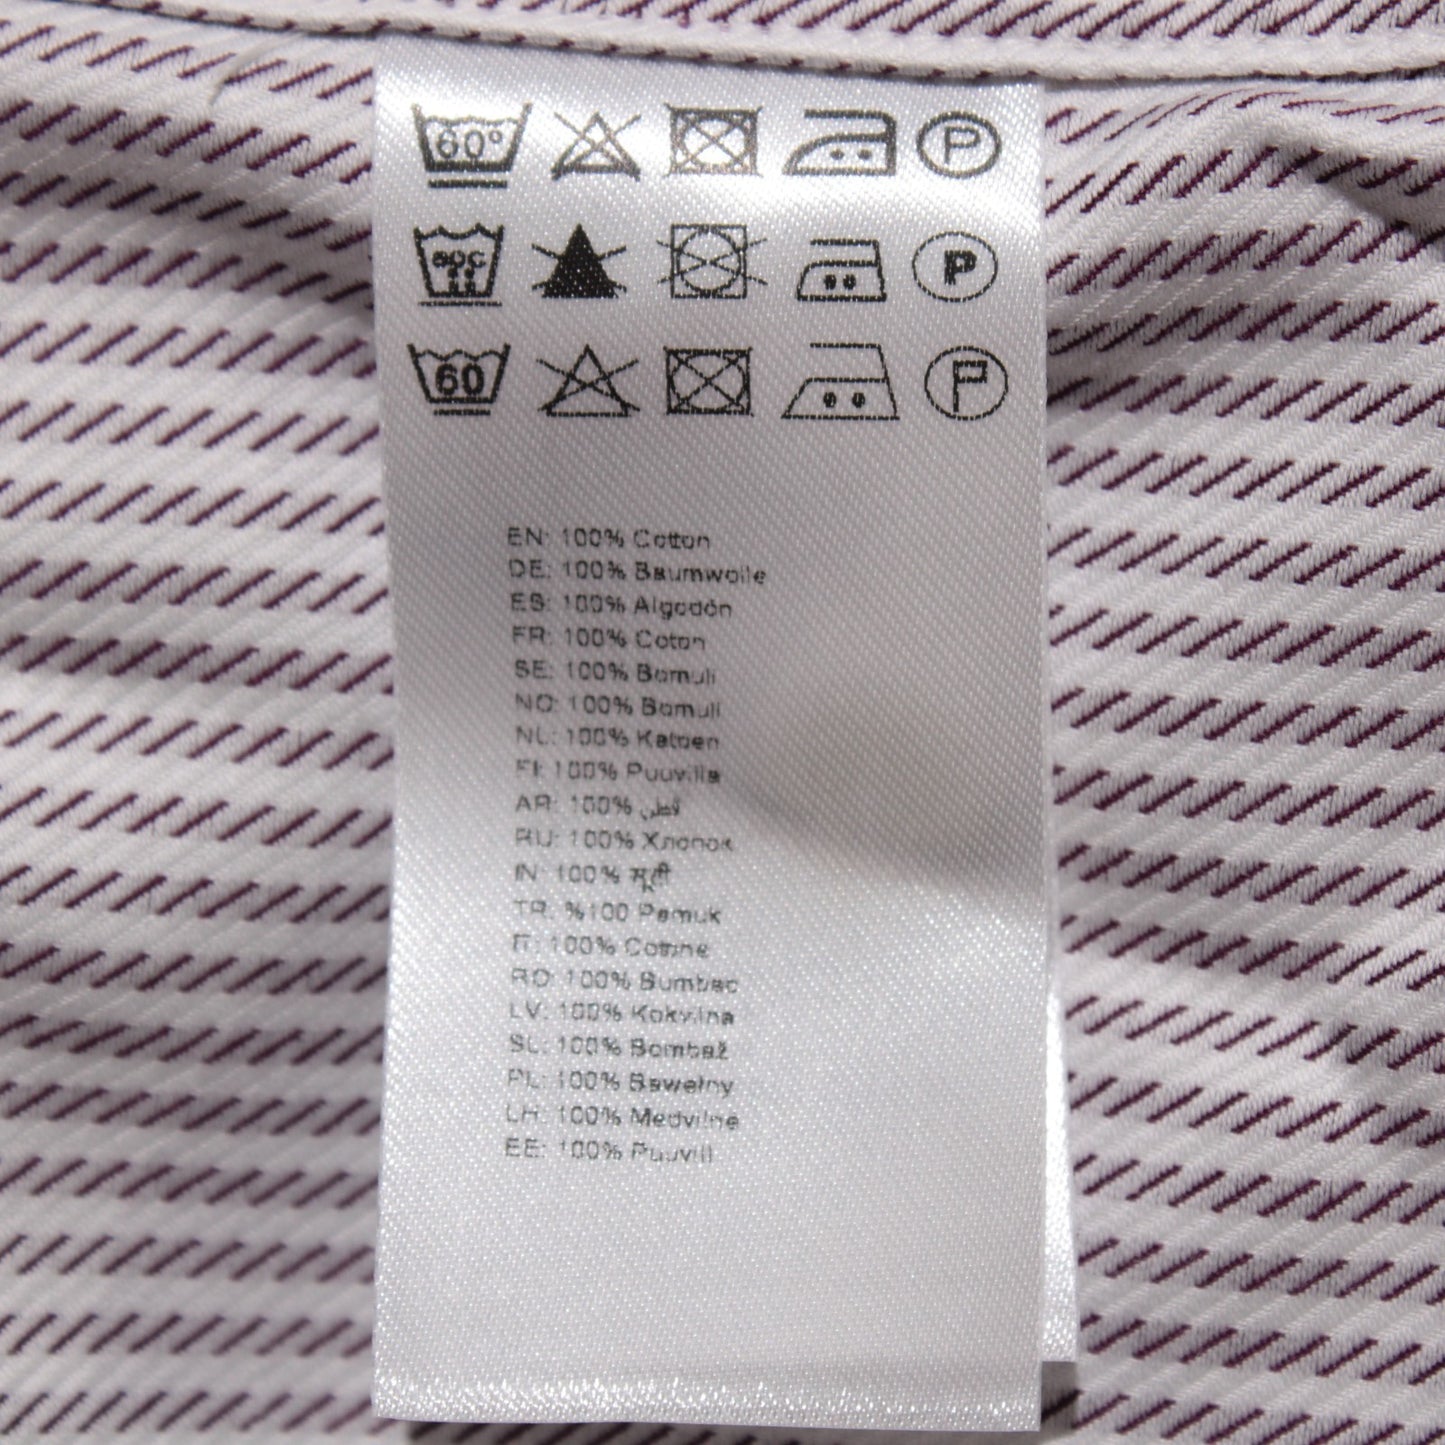 60° P
60°C P
60 F
EN: 100% Cotton
DE: 100% Baumwolle
ES: 100% Algodón
FR: 100% Coton
SE: 100% Bomull
NO: 100% Bomull
NL: 100% Katoen
FI: 100% Puuvilla
AR: 100% قطن
RU: 100% Хлопок
IN: 100% सूती
TR: %100 Pamuk
IT: 100% Cotone
RO: 100% Bumbac
LV: 100% Kokvilna
SL: 100% Bombaž
PL: 100% Bawełny
LH: 100% Medvilne
EE: 100% Puuvill